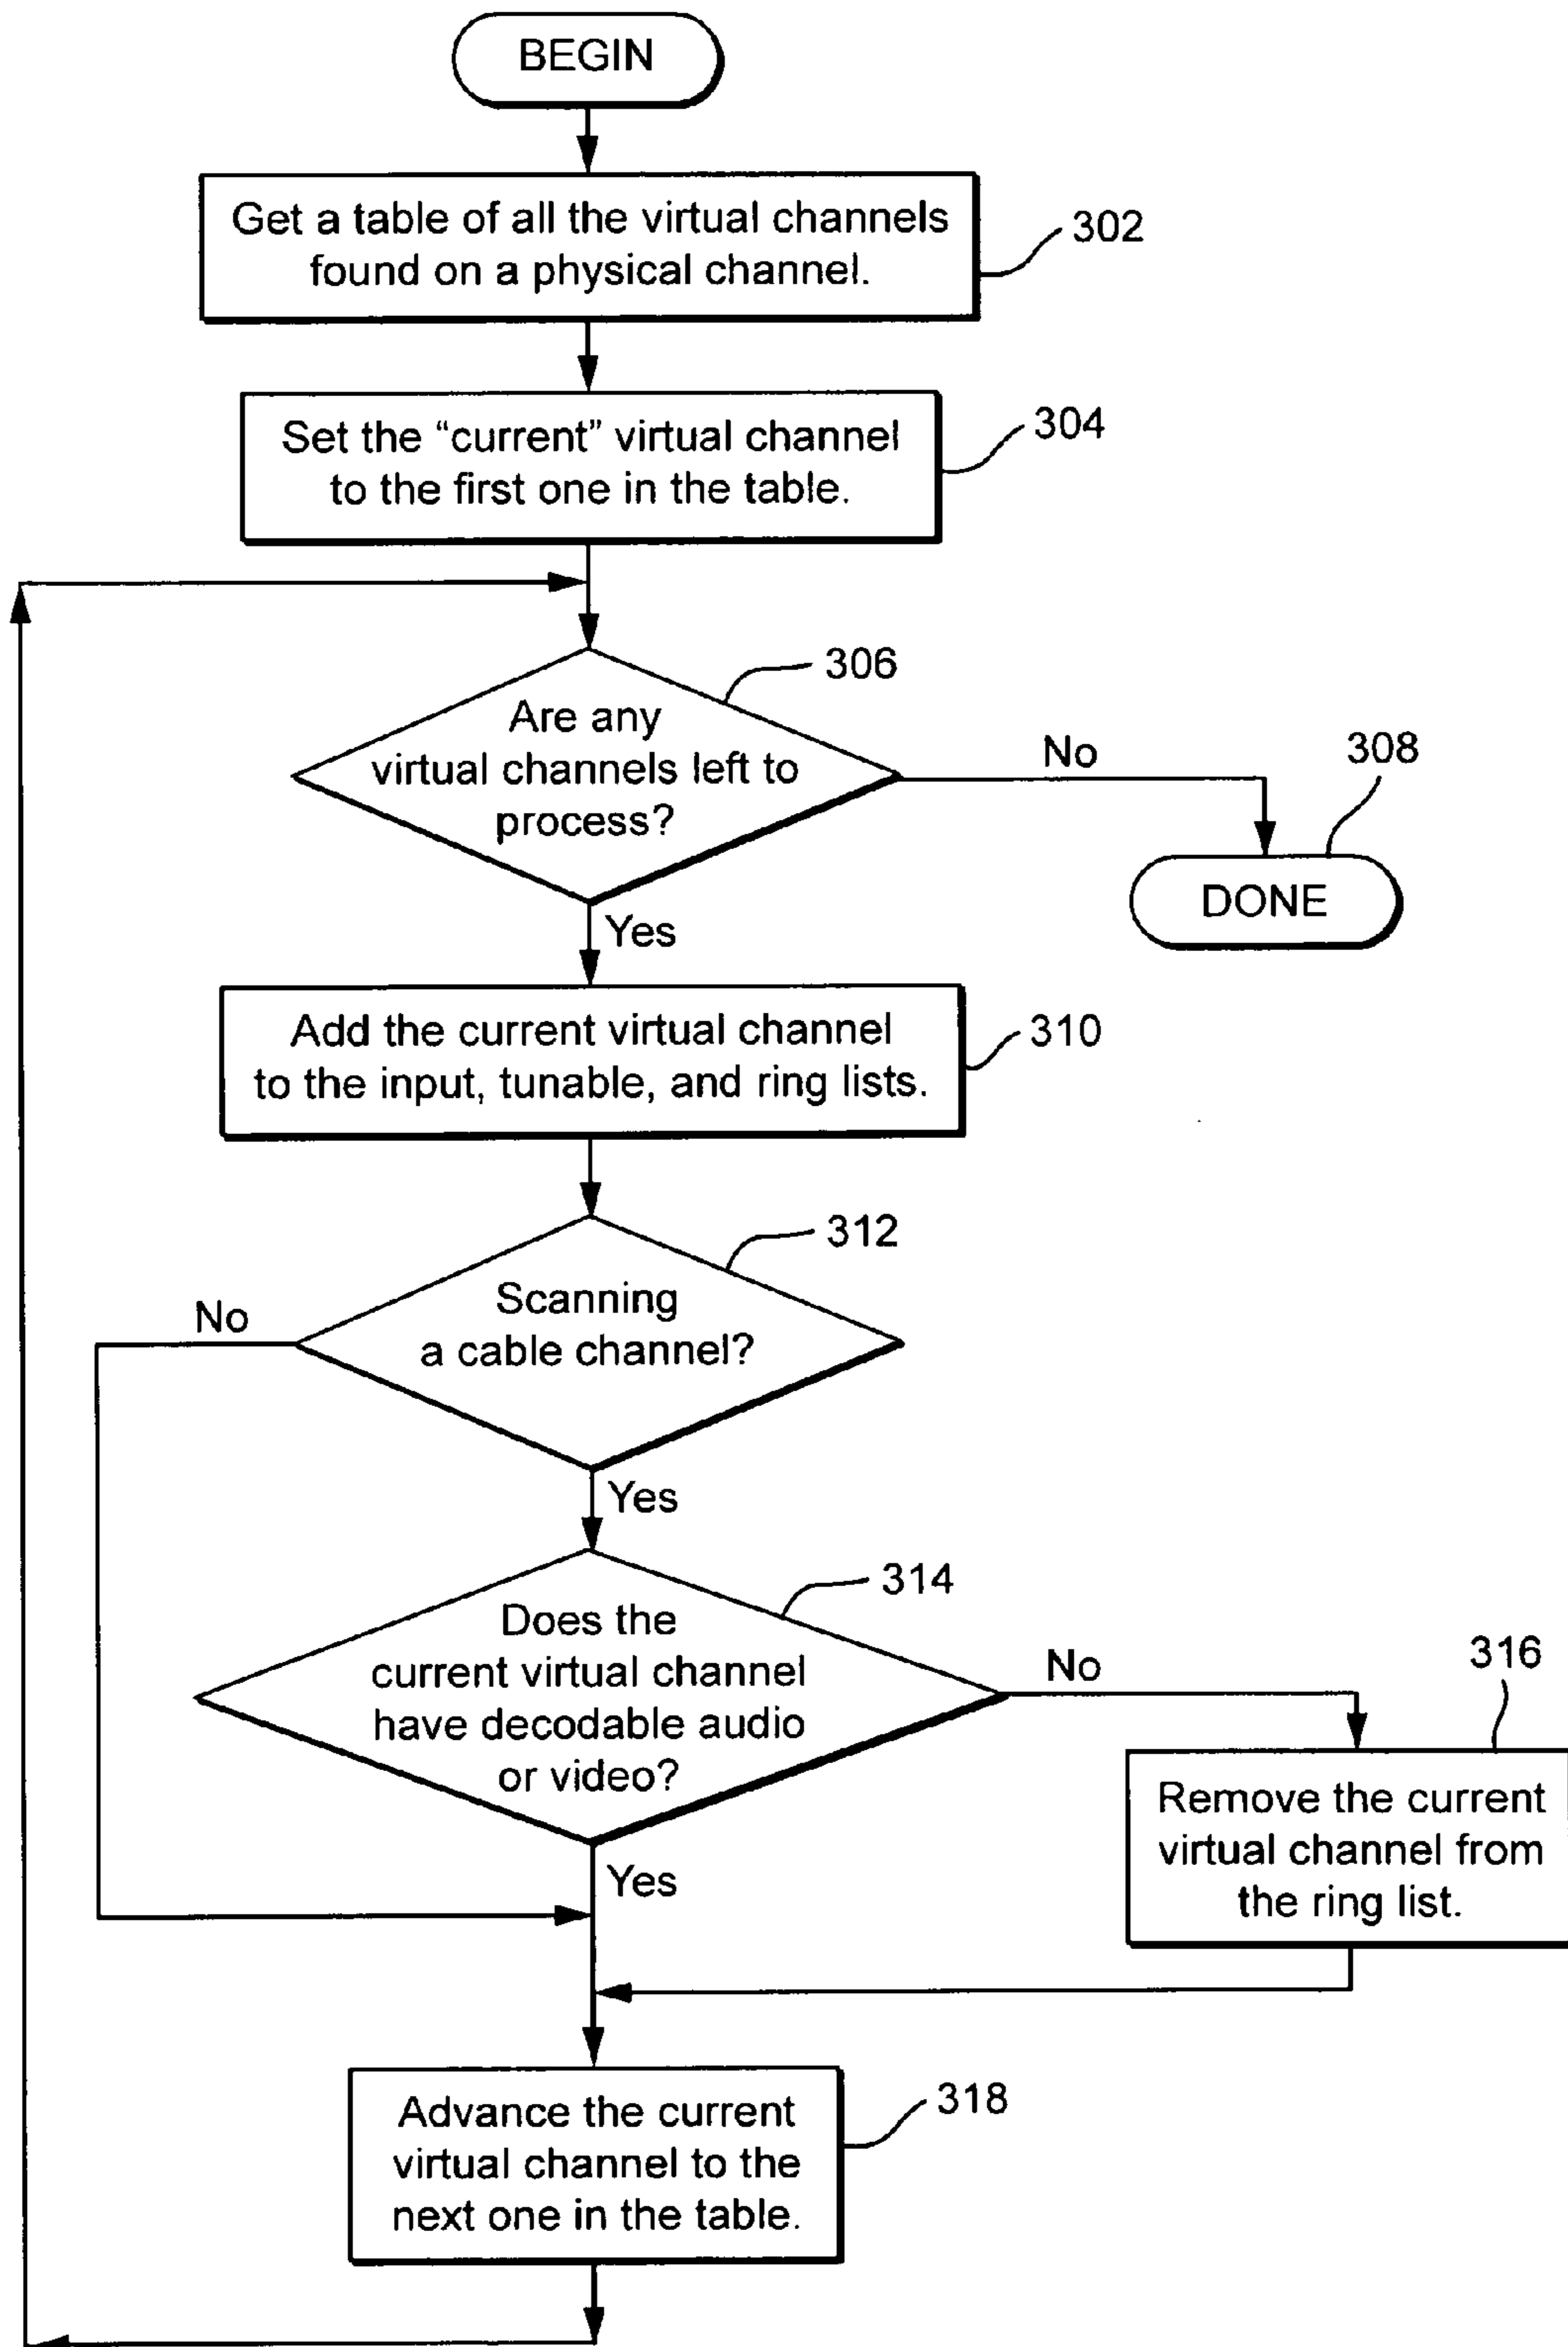 BEGIN
Get a table of all the virtual channels
found on a physical channel.
302
Set the “current” virtual channel
to the first one in the table.
304
306
Are any
virtual channels left to
process?
No
308
DONE
Yes
Add the current virtual channel
to the input, tunable, and ring lists.
310
312
Scanning
a cable channel?
No
Yes
314
Does the
current virtual channel
have decodable audio
or video?
No
316
Remove the current
virtual channel from
the ring list.
Yes
Advance the current
virtual channel to the
next one in the table.
318